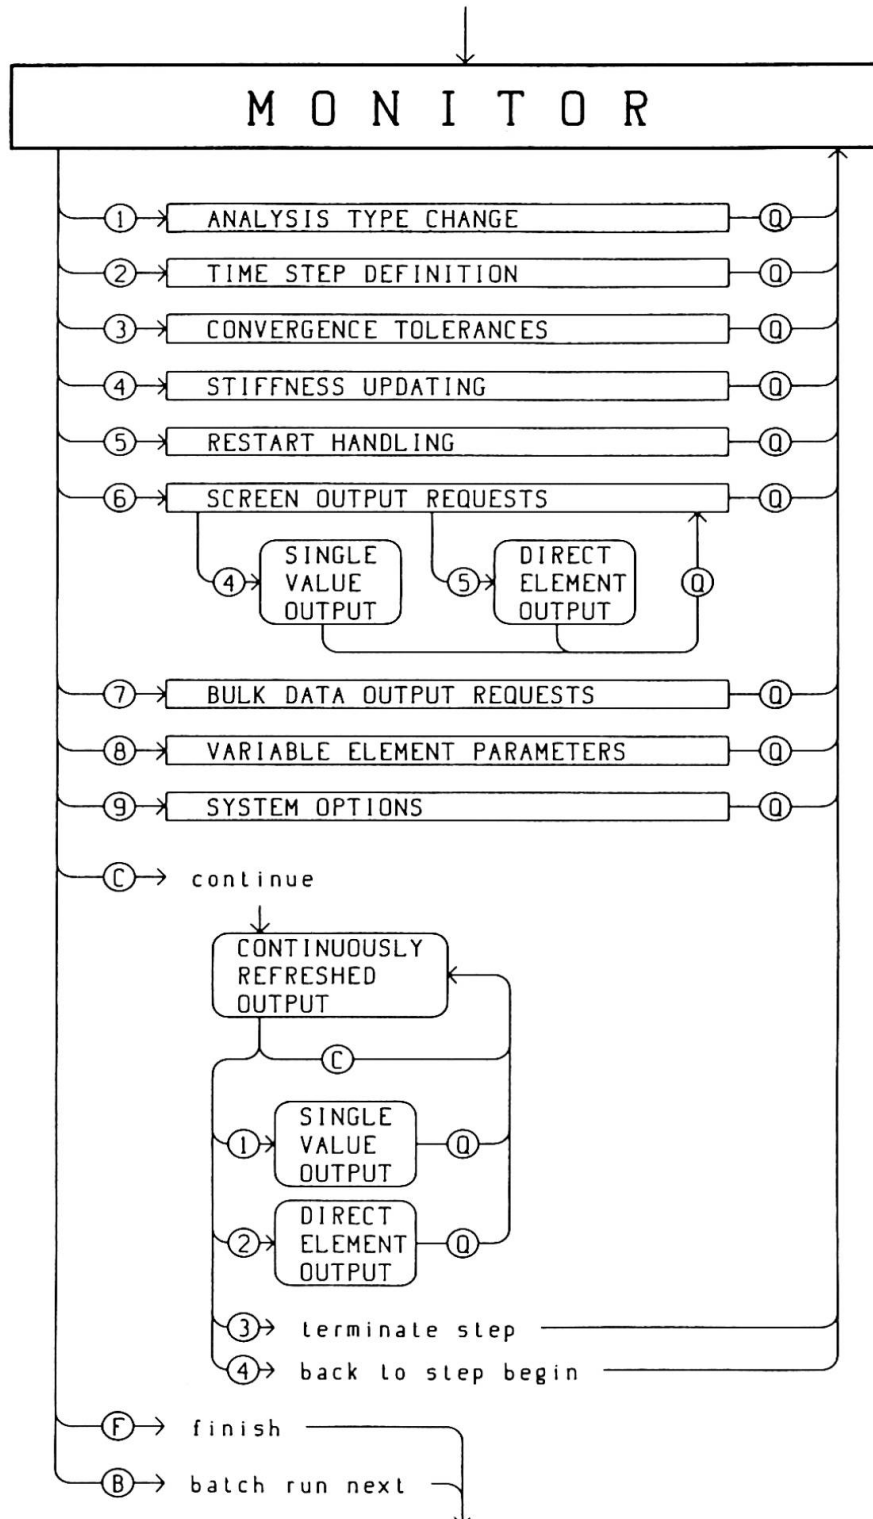 M O N I T O R
1 ANALYSIS TYPE CHANGE Q
2 TIME STEP DEFINITION Q
3 CONVERGENCE TOLERANCES Q
4 STIFFNESS UPDATING Q
5 RESTART HANDLING Q
6 SCREEN OUTPUT REQUESTS Q
4 SINGLE
VALUE
OUTPUT
5 DIRECT
ELEMENT
OUTPUT
Q
7 BULK DATA OUTPUT REQUESTS Q
8 VARIABLE ELEMENT PARAMETERS Q
9 SYSTEM OPTIONS Q
C continue
CONTINUOUSLY
REFRESHED
OUTPUT
C
1 SINGLE
VALUE
OUTPUT
Q
2 DIRECT
ELEMENT
OUTPUT
Q
3 terminate step
4 back to step begin
F finish
B batch run next